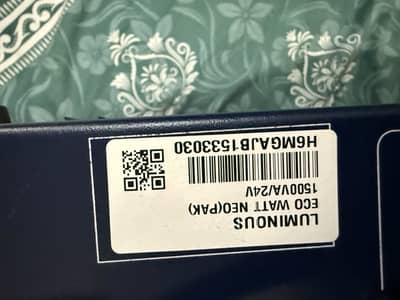 LUMINOUS
ECO WATT NEO(PAK)
1500VA/24V
H6MGAJB1533030